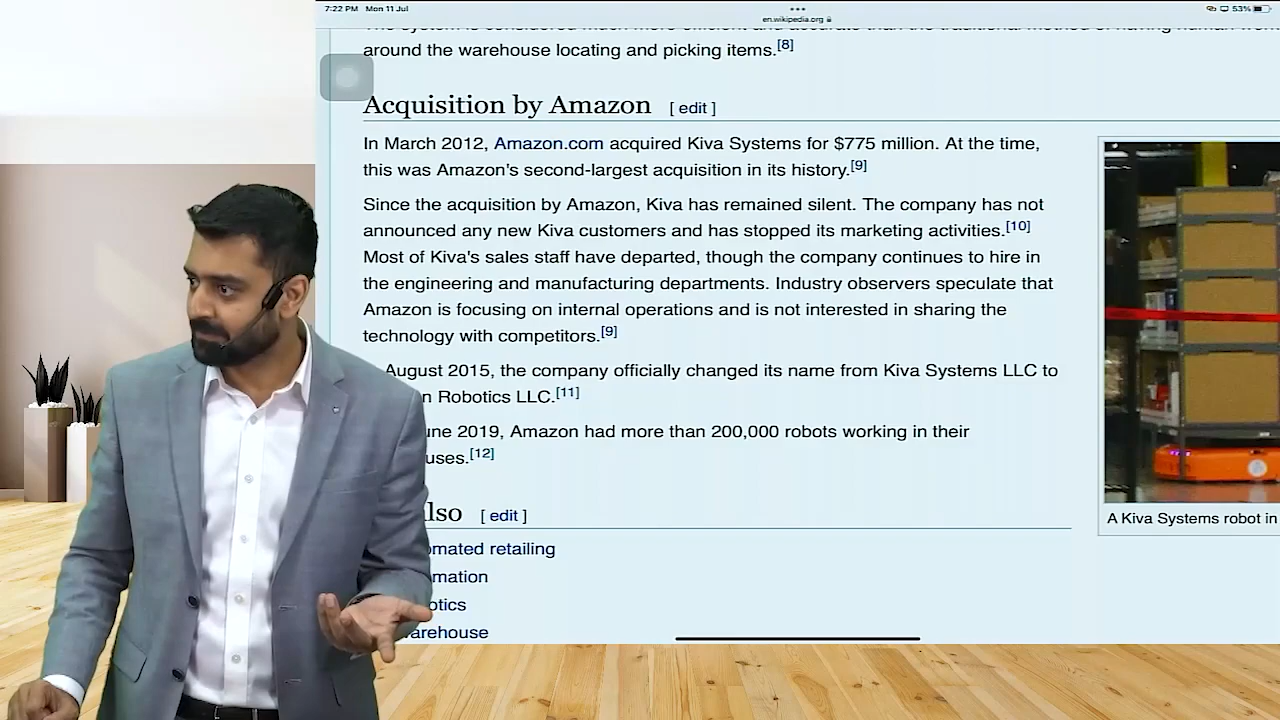 7:22 PM Mon 11 Jul
en.wikipedia.org
53%
around the warehouse locating and picking items.[8]
Acquisition by Amazon [ edit ]
In March 2012, Amazon.com acquired Kiva Systems for $775 million. At the time,
this was Amazon's second-largest acquisition in its history.[9]
Since the acquisition by Amazon, Kiva has remained silent. The company has not
announced any new Kiva customers and has stopped its marketing activities.[10]
Most of Kiva's sales staff have departed, though the company continues to hire in
the engineering and manufacturing departments. Industry observers speculate that
Amazon is focusing on internal operations and is not interested in sharing the
technology with competitors.[9]
August 2015, the company officially changed its name from Kiva Systems LLC to
n Robotics LLC.[11]
une 2019, Amazon had more than 200,000 robots working in their
uses.[12]
lso [ edit ]
omated retailing
mation
otics
arehouse
A Kiva Systems robot in